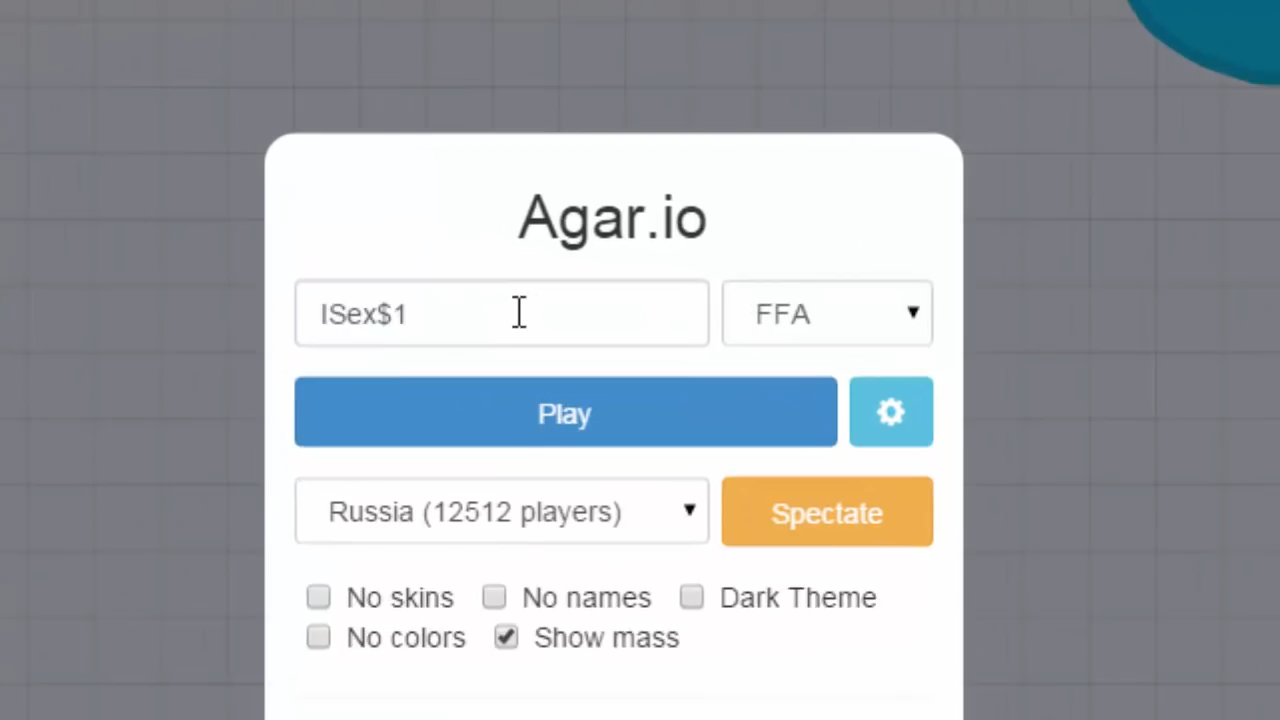 Agar.io
ISex$1 FFA
Play
Russia (12512 players) Spectate
No skins No names Dark Theme
No colors Show mass